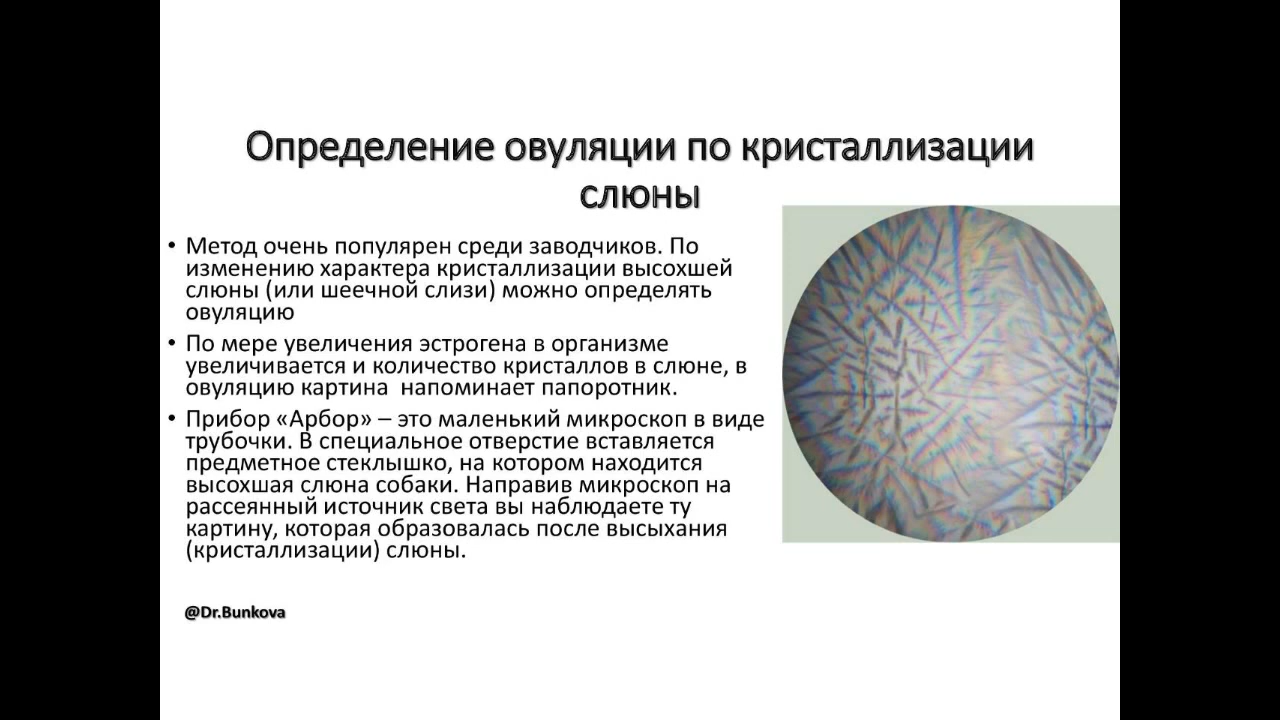 Определение овуляции по кристаллизации
слюны
• Метод очень популярен среди заводчиков. По
изменению характера кристаллизации высохшей
слюны (или шеечной слизи) можно определять
овуляцию
• По мере увеличения эстрогена в организме
увеличивается и количество кристаллов в слюне, в
овуляцию картина  напоминает папоротник.
• Прибор «Арбор» – это маленький микроскоп в виде
трубочки. В специальное отверстие вставляется
предметное стеклышко, на котором находится
высохшая слюна собаки. Направив микроскоп на
рассеянный источник света вы наблюдаете ту
картину, которая образовалась после высыхания
(кристаллизации) слюны.
@Dr.Bunkova